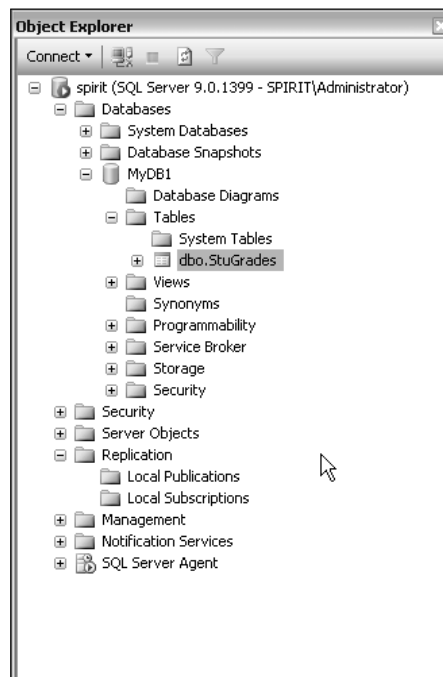 Object Explorer
Connect
spirit (SQL Server 9.0.1399 - SPIRIT\Administrator)
Databases
System Databases
Database Snapshots
MyDB1
Database Diagrams
Tables
System Tables
dbo.StuGrades
Views
Synonyms
Programmability
Service Broker
Storage
Security
Security
Server Objects
Replication
Local Publications
Local Subscriptions
Management
Notification Services
SQL Server Agent